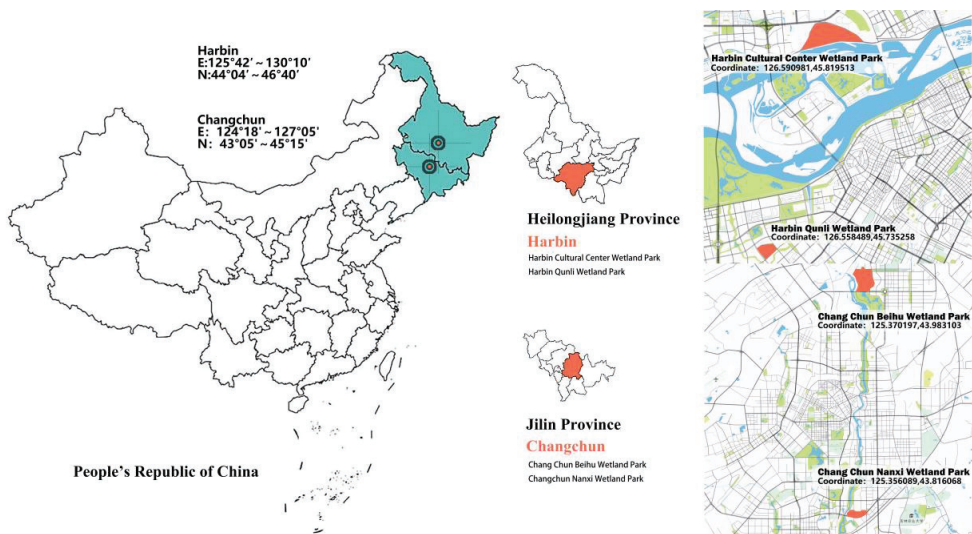 Harbin
E:125°42′~130°10′
N:44°04′~46°40′
Changchun
E: 124°18′~127°05′
N: 43°05′~45°15′
People's Republic of China
Heilongjiang Province
Harbin
Harbin Cultural Center Wetland Park
Harbin Qunli Wetland Park
Jilin Province
Changchun
Chang Chun Beihu Wetland Park
Changchun Nanxi Wetland Park
Harbin Cultural Center Wetland Park
Coordinate: 126.590981,45.819513
Harbin Qunli Wetland Park
Coordinate: 126.558489,45.735258
Chang Chun Beihu Wetland Park
Coordinate: 125.370197,43.983103
Chang Chun Nanxi Wetland Park
Coordinate: 125.356089,43.816068